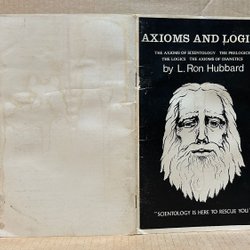 AXIOMS AND LOGI
THE AXIOMS OF SCIENTOLOGY THE PRELOGICS
THE LOGICS THE AXIOMS OF DIANETICS
by L. Ron Hubbard
"SCIENTOLOGY IS HERE TO RESCUE YOU"